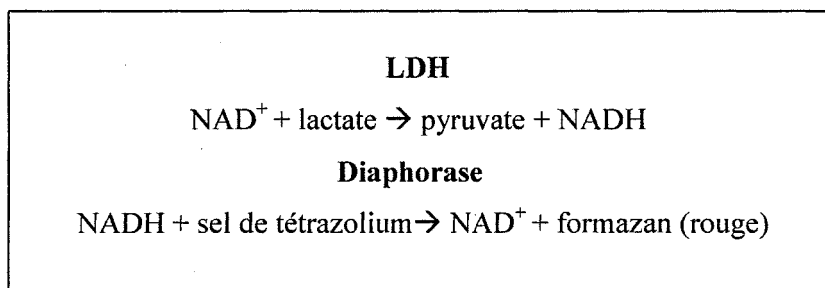 LDH
NAD⁺ + lactate → pyruvate + NADH
Diaphorase
NADH + sel de tétrazolium→ NAD⁺ + formazan (rouge)